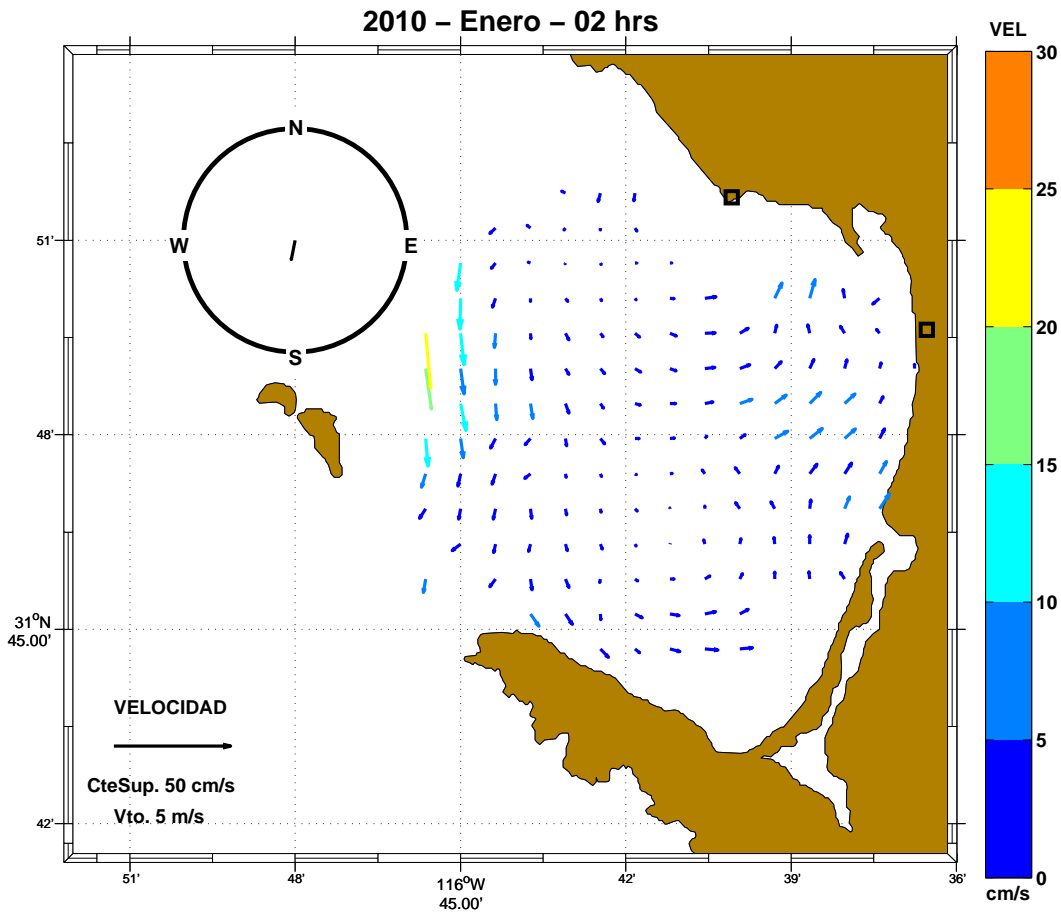 2010 – Enero – 02 hrs
VEL
30
25
20
15
10
5
0
cm/s
N
W
E
S
51'
48'
31°N
45.00'
42'
VELOCIDAD
CteSup. 50 cm/s
Vto. 5 m/s
51'
48'
116°W
45.00'
42'
39'
36'